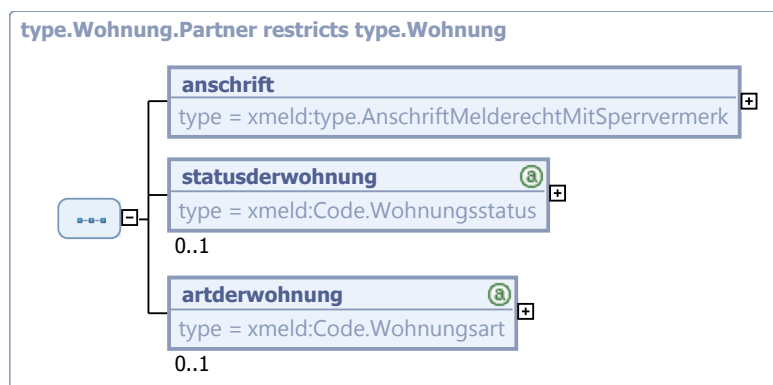 type.Wohnung.Partner restricts type.Wohnung
anschrift
type = xmeld:type.AnschriftMelderechtMitSperrvermerk
statusderwohnung @
type = xmeld:Code.Wohnungsstatus
0..1
artderwohnung @
type = xmeld:Code.Wohnungsart
0..1